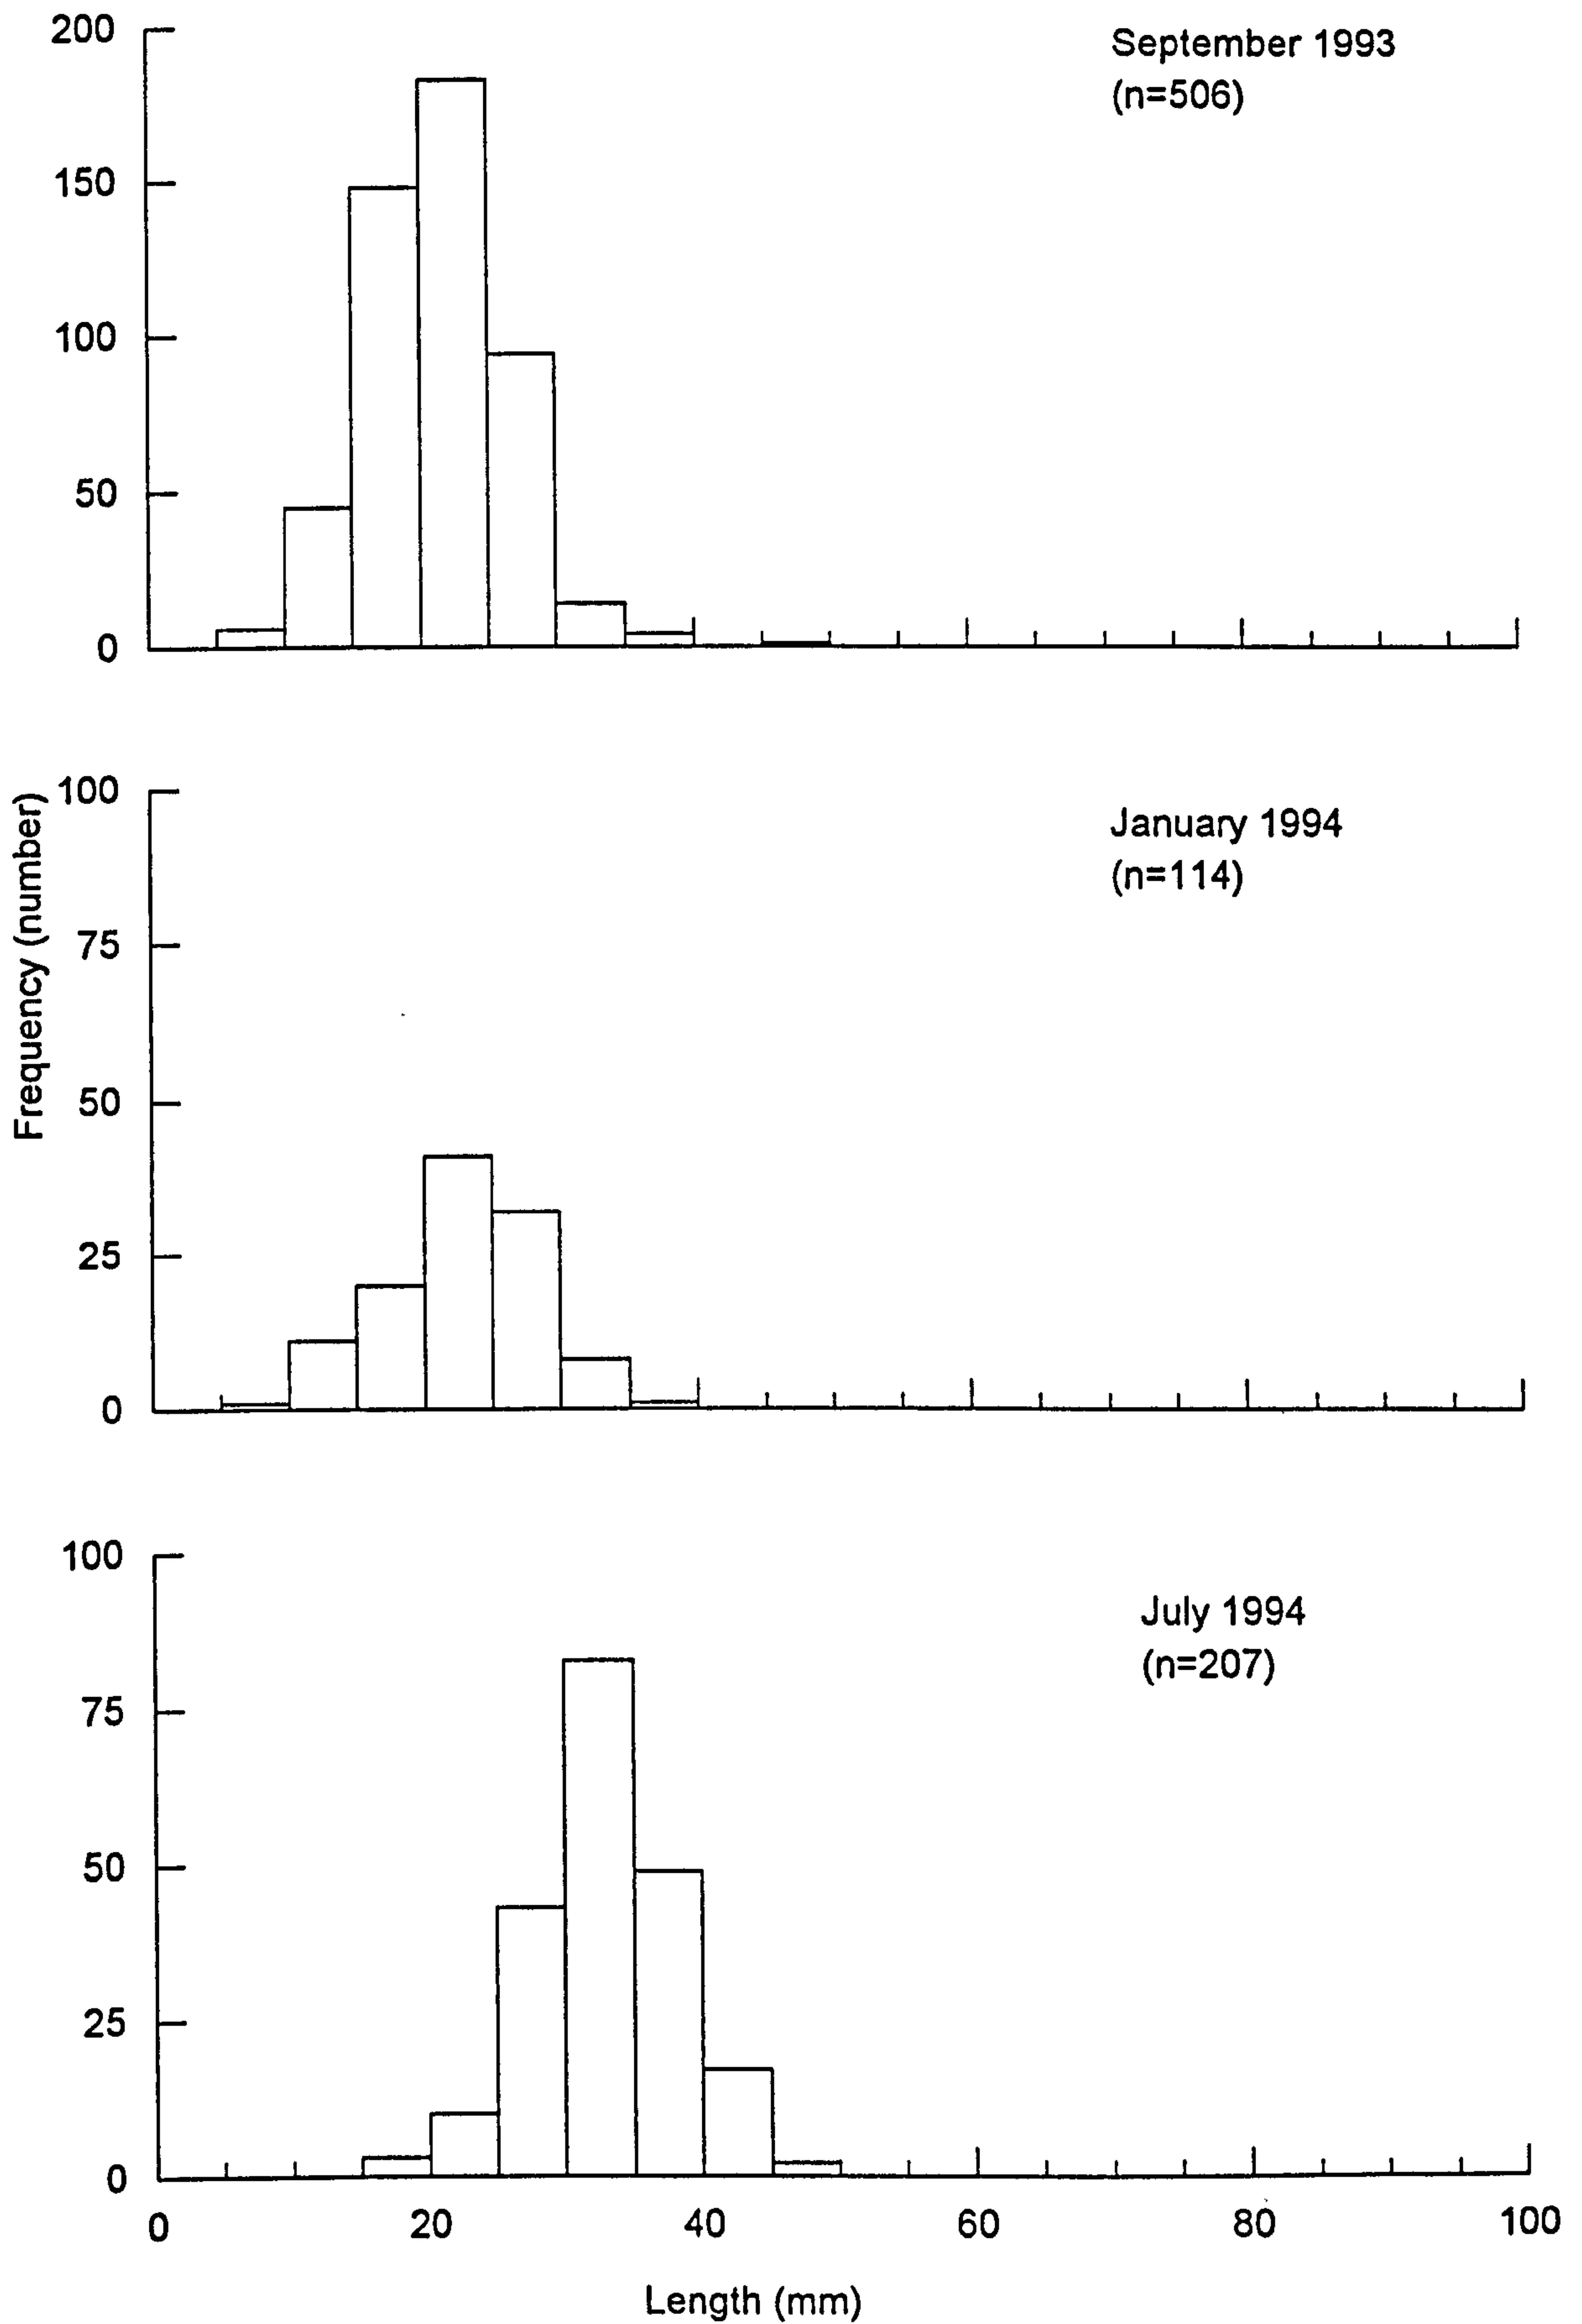 200
September 1993
(n=506)
150
100
50
0
Frequency (number)
100
January 1994
(n=114)
75
50
25
0
100
July 1994
(n=207)
75
50
25
0
0 20 40 60 80 100
Length (mm)